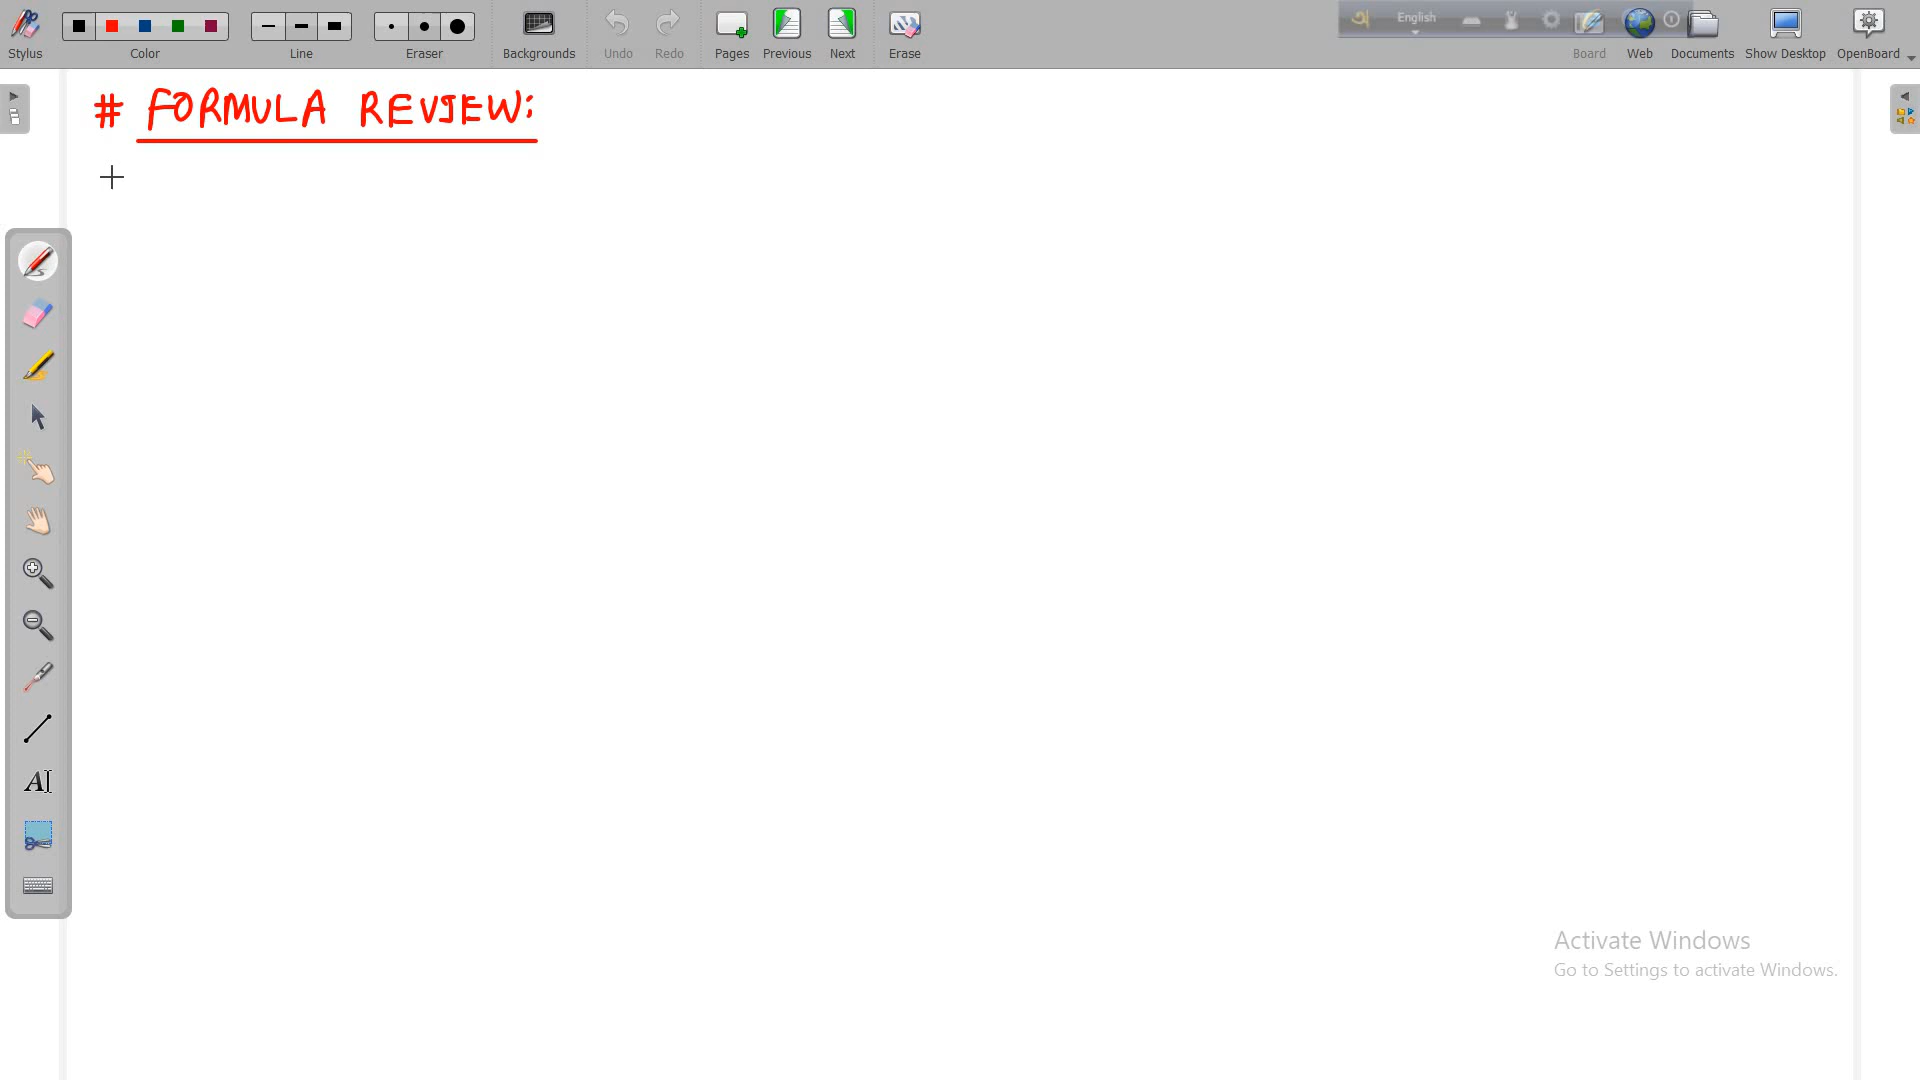 Stylus Color Line Eraser Backgrounds Undo Redo Pages Previous Next Erase English Board Web Documents Show Desktop OpenBoard
# FORMULA REVIEW:
Activate Windows
Go to Settings to activate Windows.